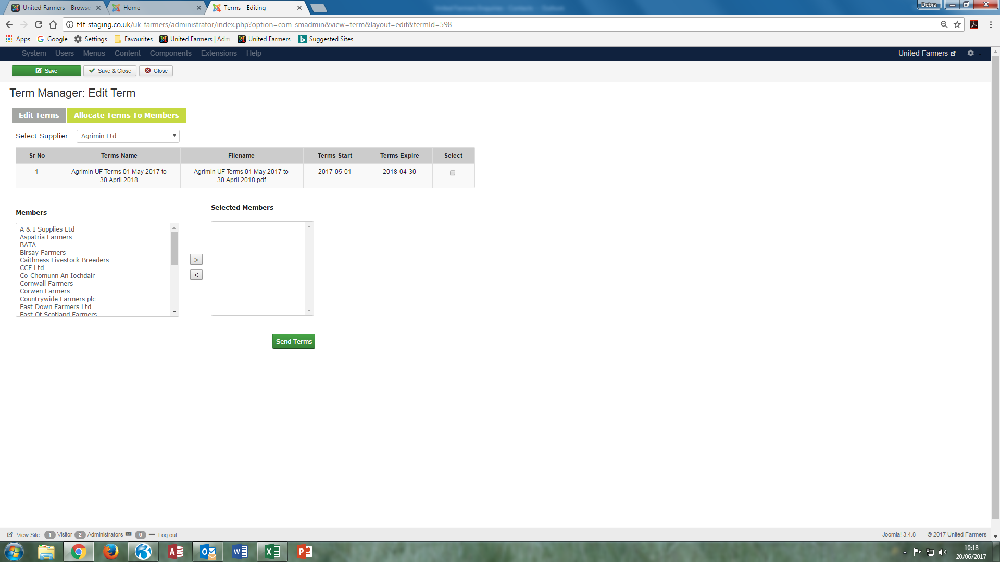 United Farmers - Browse
Home
Terms - Editing
Debra
f4f-staging.co.uk/uk_farmers/administrator/index.php?option=com_smadmin&view=term&layout=edit&termId=598
Apps
Google
Settings
Favourites
United Farmers | Adm
United Farmers
Suggested Sites
System
Users
Menus
Content
Components
Extensions
Help
United Farmers
Save
Save & Close
Close
Term Manager: Edit Term
Edit Terms
Allocate Terms To Members
Select Supplier
Agrimin Ltd
Sr No
Terms Name
Filename
Terms Start
Terms Expire
Select
1
Agrimin UF Terms 01 May 2017 to
30 April 2018
Agrimin UF Terms 01 May 2017 to
30 April 2018.pdf
2017-05-01
2018-04-30
Members
Selected Members
A & I Supplies Ltd
Aspatria Farmers
BATA
Birsay Farmers
Caithness Livestock Breeders
CCF Ltd
Co-Chomunn An Iochdair
Cornwall Farmers
Corwen Farmers
Countrywide Farmers plc
East Down Farmers Ltd
East Of Scotland Farmers
>
<
Send Terms
View Site
1
Visitor
2
Administrators
0
Log out
Joomla! 3.4.8 — © 2017 United Farmers
10:18
20/06/2017